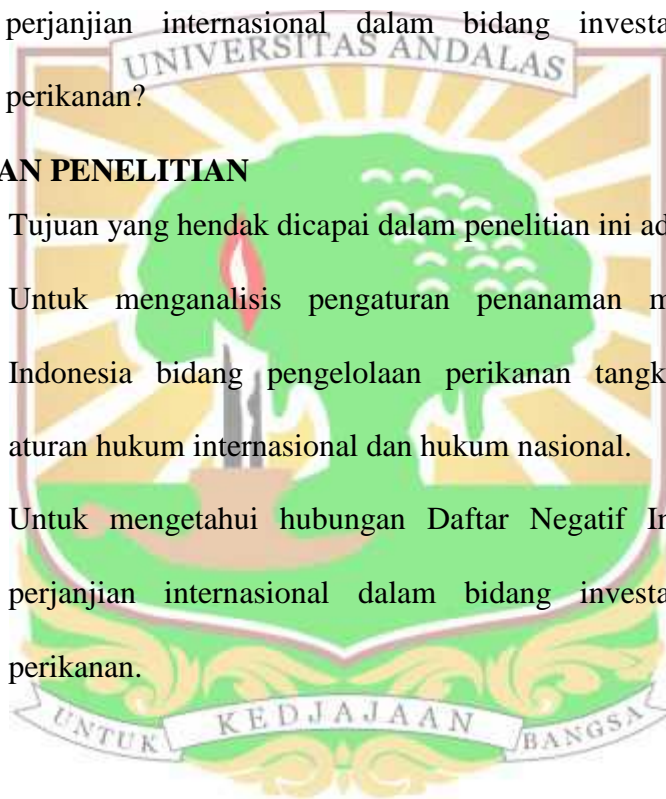 perjanjian internasional dalam bidang investa
UNIVERSITAS ANDALAS
perikanan?
AN PENELITIAN
Tujuan yang hendak dicapai dalam penelitian ini ad
Untuk menganalisis pengaturan penanaman m
Indonesia bidang pengelolaan perikanan tangk
aturan hukum internasional dan hukum nasional.
Untuk mengetahui hubungan Daftar Negatif In
perjanjian internasional dalam bidang investa
perikanan.
UNTUK KEDJAJAAN BANGSA